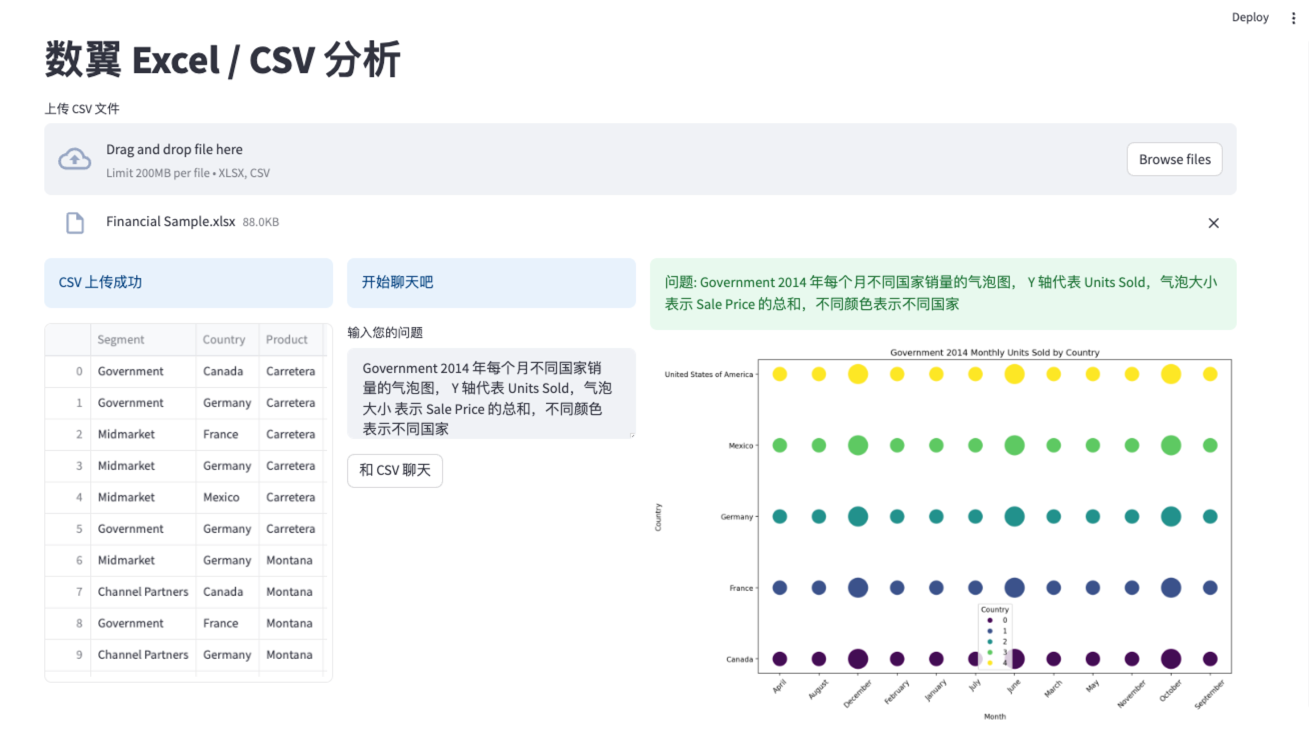 Deploy
数翼 Excel / CSV 分析
上传 CSV 文件
Drag and drop file here
Limit 200MB per file • XLSX, CSV
Browse files
Financial Sample.xlsx 88.0KB
CSV 上传成功
Segment Country Product
0 Government Canada Carretera
1 Government Germany Carretera
2 Midmarket France Carretera
3 Midmarket Germany Carretera
4 Midmarket Mexico Carretera
5 Government Germany Carretera
6 Midmarket Germany Montana
7 Channel Partners Canada Montana
8 Government France Montana
9 Channel Partners Germany Montana
开始聊天吧
输入您的问题
Government 2014 年每个月不同国家销
量的气泡图， Y 轴代表 Units Sold，气泡
大小 表示 Sale Price 的总和，不同颜色
表示不同国家
和 CSV 聊天
问题: Government 2014 年每个月不同国家销量的气泡图， Y 轴代表 Units Sold，气泡大小
表示 Sale Price 的总和，不同颜色表示不同国家
Government 2014 Monthly Units Sold by Country
United States of America
Mexico
Germany
France
Canada
Country
Country
0
1
2
3
4
April August December February January July June March May November October September
Month